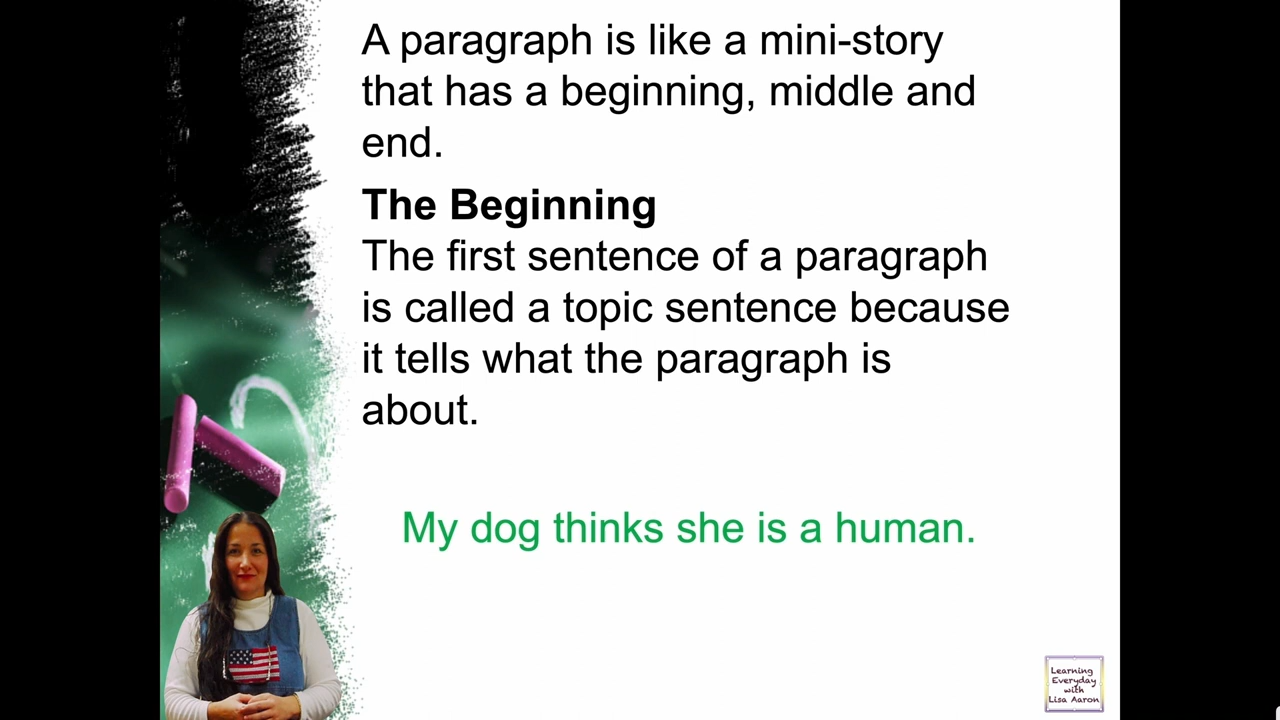 A paragraph is like a mini-story
that has a beginning, middle and
end.
The Beginning
The first sentence of a paragraph
is called a topic sentence because
it tells what the paragraph is
about.
My dog thinks she is a human.
Learning
Everyday
with
Lisa Aaron